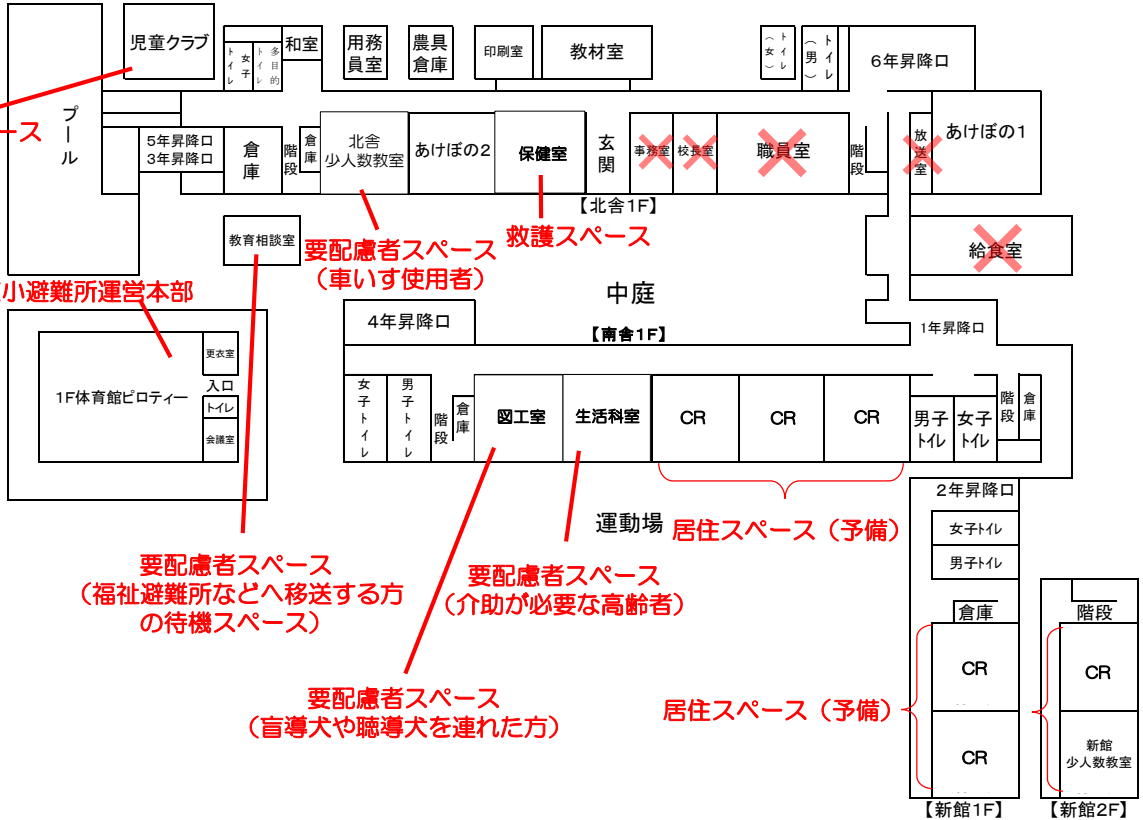 児童クラブ
女子トイレ
多目的トイレ
和室
用務
員室
農具
倉庫
印刷室
教材室
トイレ(女)
トイレ(男)
6年昇降口
ース
プール
5年昇降口
3年昇降口
倉庫
階段
倉庫
北舎
少人数教室
あけぼの2
保健室
玄関
事務室
校長室
職員室
階段
放送室
あけぼの1
【北舎1F】
教育相談室
要配慮者スペース
(車いす使用者)
救護スペース
給食室
小避難所運営本部
中庭
4年昇降口
【南舎1F】
1年昇降口
1F体育館ピロティー
更衣室
入口
トイレ
会議室
女子トイレ
男子トイレ
階段
倉庫
図工室
生活科室
CR
CR
CR
男子
トイレ
女子
トイレ
階段
倉庫
運動場
居住スペース(予備)
2年昇降口
女子トイレ
男子トイレ
要配慮者スペース
(福祉避難所などへ移送する方
の待機スペース)
要配慮者スペース
(介助が必要な高齢者)
要配慮者スペース
(盲導犬や聴導犬を連れた方)
居住スペース(予備)
倉庫
CR
CR
【新館1F】
階段
CR
新館
少人数教室
【新館2F】